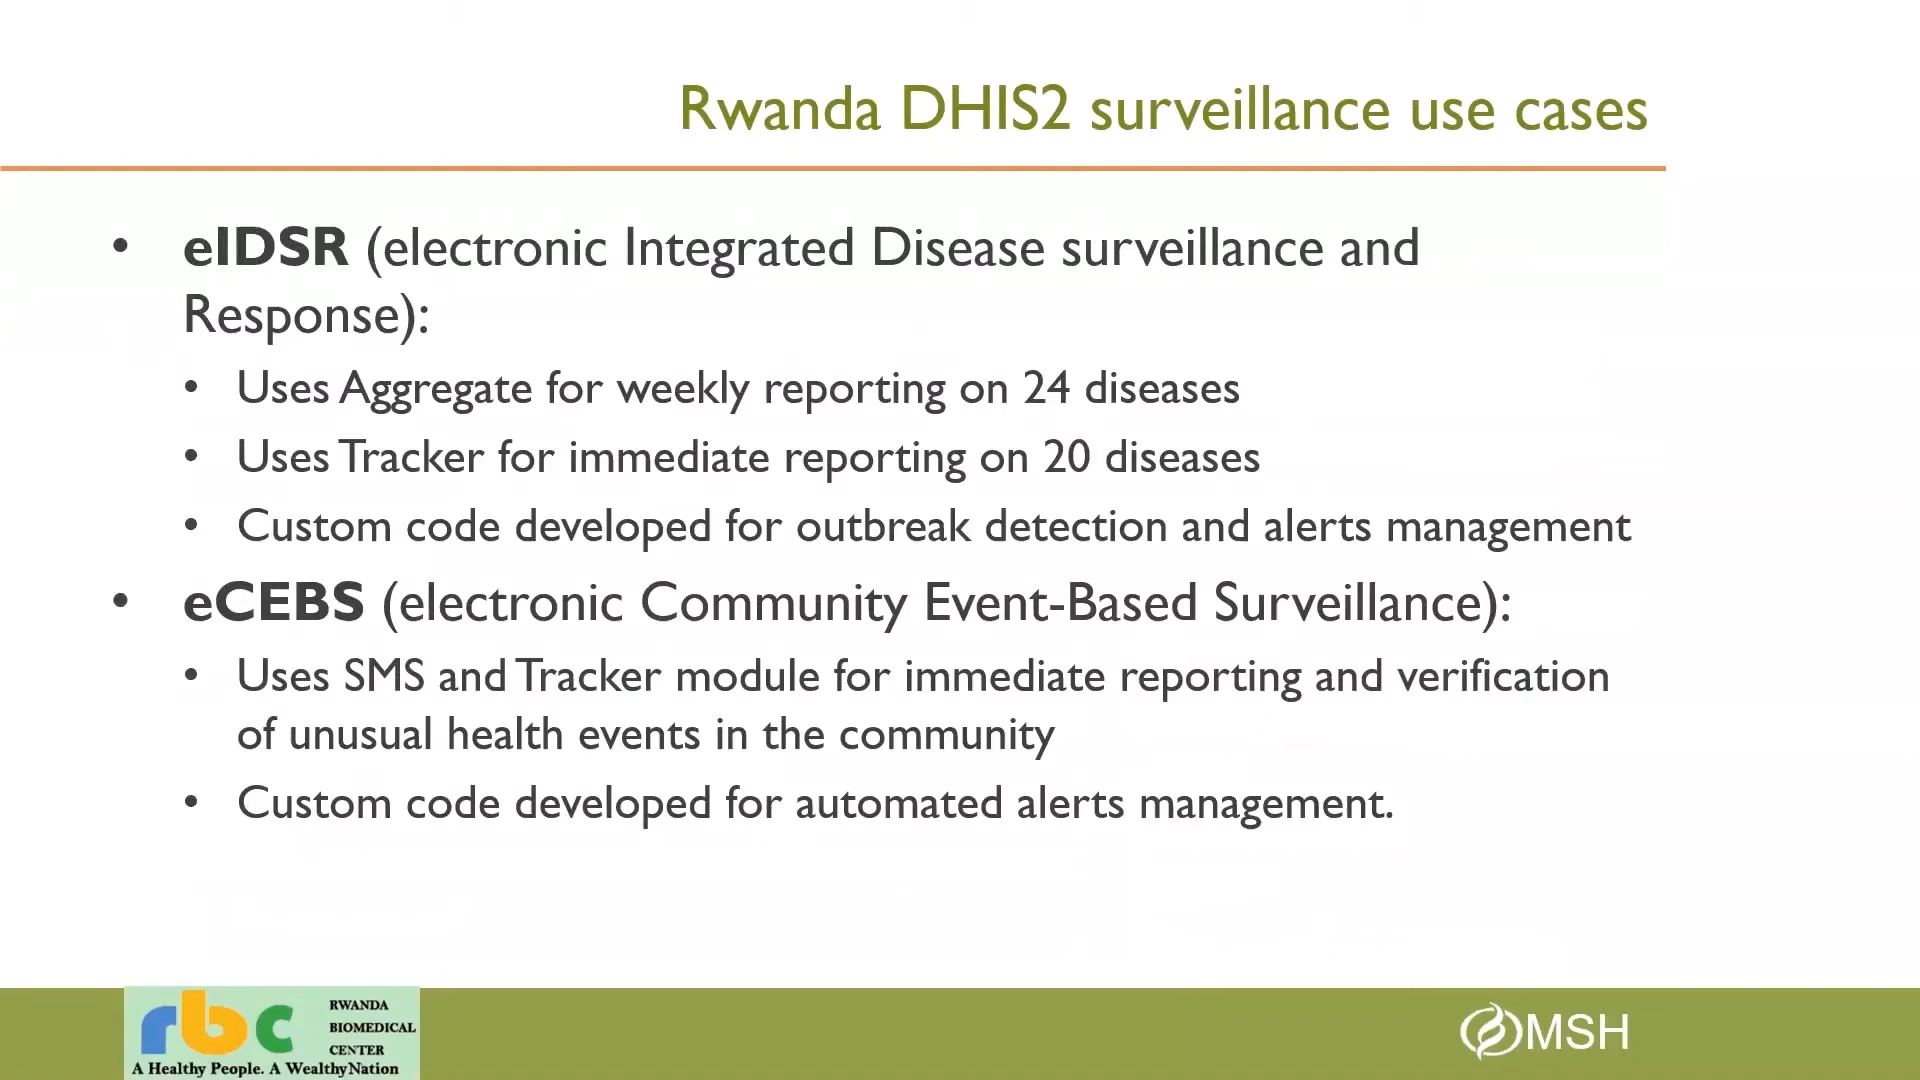 Rwanda DHIS2 surveillance use cases
• eIDSR (electronic Integrated Disease surveillance and
Response):
• Uses Aggregate for weekly reporting on 24 diseases
• Uses Tracker for immediate reporting on 20 diseases
• Custom code developed for outbreak detection and alerts management
• eCEBS (electronic Community Event-Based Surveillance):
• Uses SMS and Tracker module for immediate reporting and verification
of unusual health events in the community
• Custom code developed for automated alerts management.
rbc
RWANDA
BIOMEDICAL
CENTER
A Healthy People. A Wealthy Nation
MSH